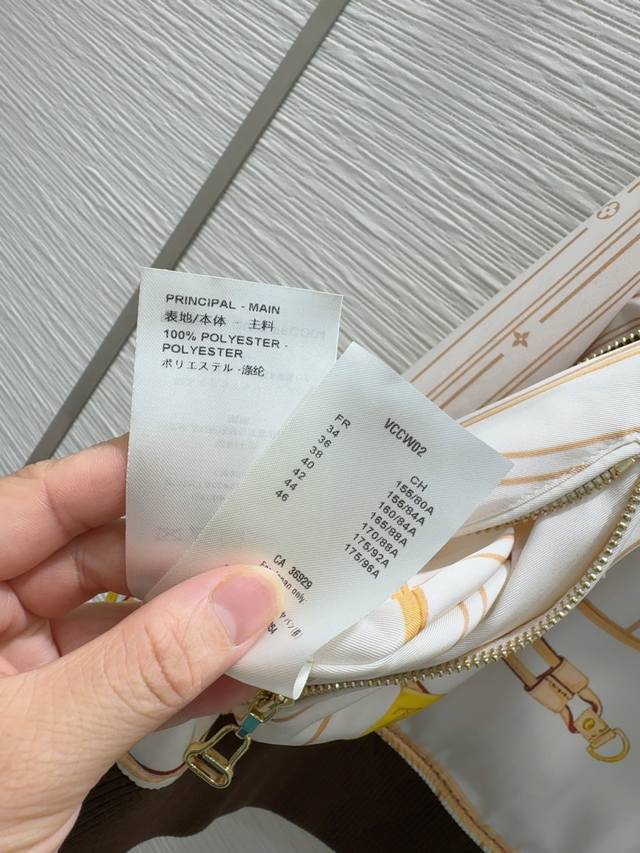 PRINCIPAL - MAIN
表地/本体 主料
100% POLYESTER -
POLYESTER
ポリエステル -涤纶
VCCW02
FR CH
34 155/80A
36 155/84A
38 160/84A
40 165/88A
42 170/88A
44 175/92A
46 175/96A
CA 36929
only